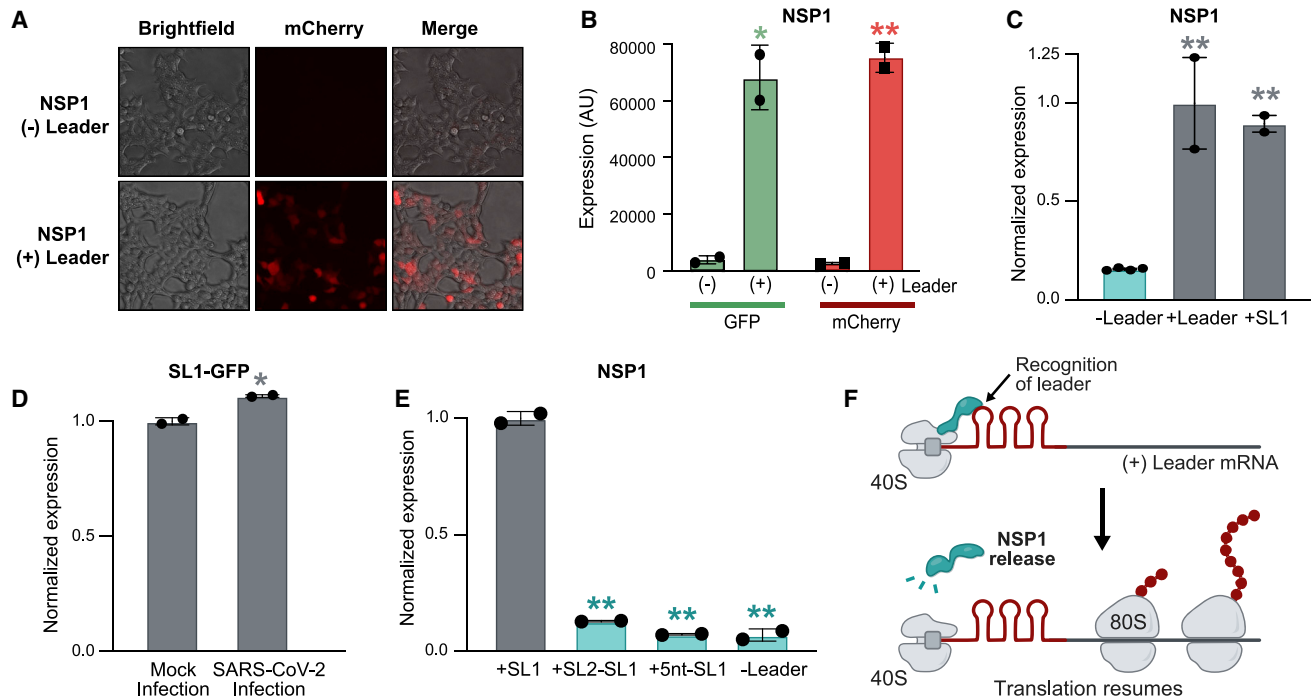 A
Brightfield mCherry Merge
NSP1
(-) Leader
NSP1
(+) Leader
B
NSP1
Expression (AU)
80000
60000
40000
20000
0
* **
(-) (+) (-) (+) Leader
GFP mCherry
C
NSP1
Normalized expression
1.25
1.0
0.5
0.0
** **
-Leader +Leader +SL1
D
SL1-GFP
Normalized expression
1.0
0.5
0.0
*
Mock
Infection
SARS-CoV-2
Infection
E
NSP1
Normalized expression
1.0
0.5
0.0
** ** **
+SL1 +SL2-SL1 +5nt-SL1 -Leader
F
Recognition
of leader
40S
(+) Leader mRNA
NSP1
release
80S
40S
Translation resumes